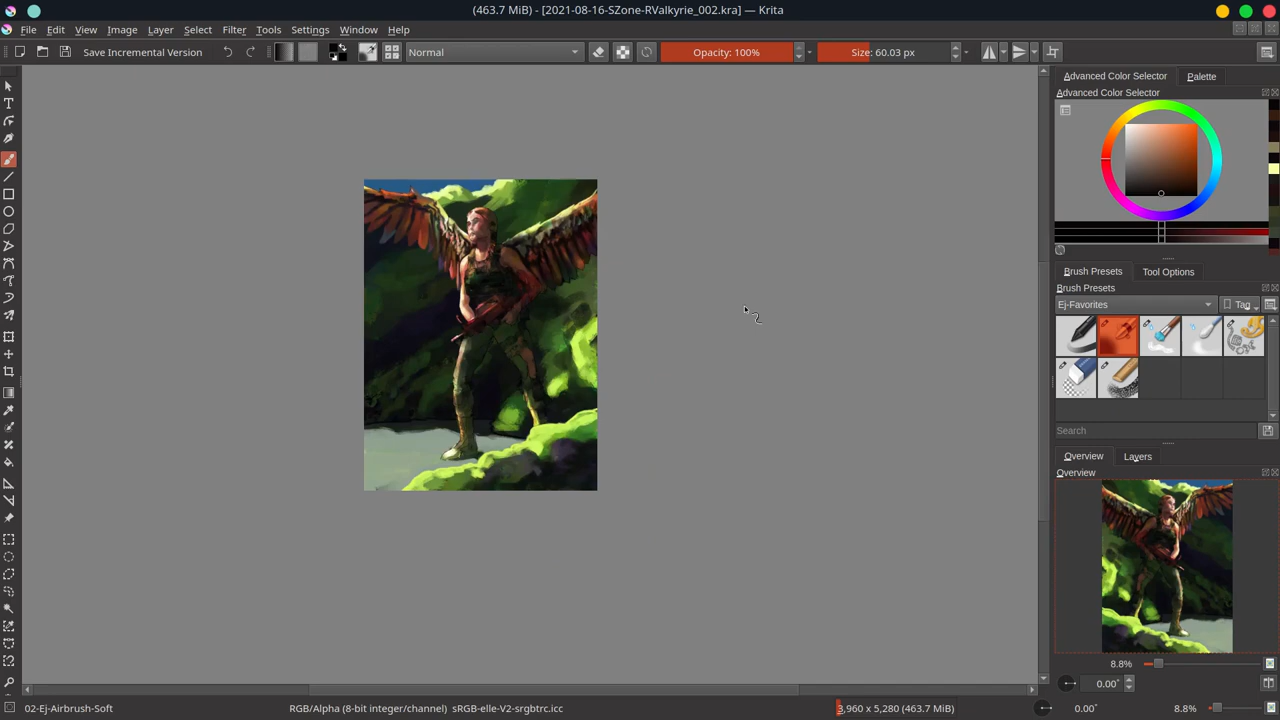 (463.7 MiB) - [2021-08-16-SZone-RValkyrie_002.kra] — Krita
File Edit View Image Layer Select Filter Tools Settings Window Help
Save Incremental Version Normal Opacity: 100% Size: 60.03 px
Advanced Color Selector Palette
Advanced Color Selector
Brush Presets Tool Options
Brush Presets
Ej-Favorites Tag
Search
Overview Layers
Overview
8.8%
0.00°
02-Ej-Airbrush-Soft RGB/Alpha (8-bit integer/channel) sRGB-elle-V2-srgbtrc.icc 3,960 x 5,280 (463.7 MiB) 0.00° 8.8%